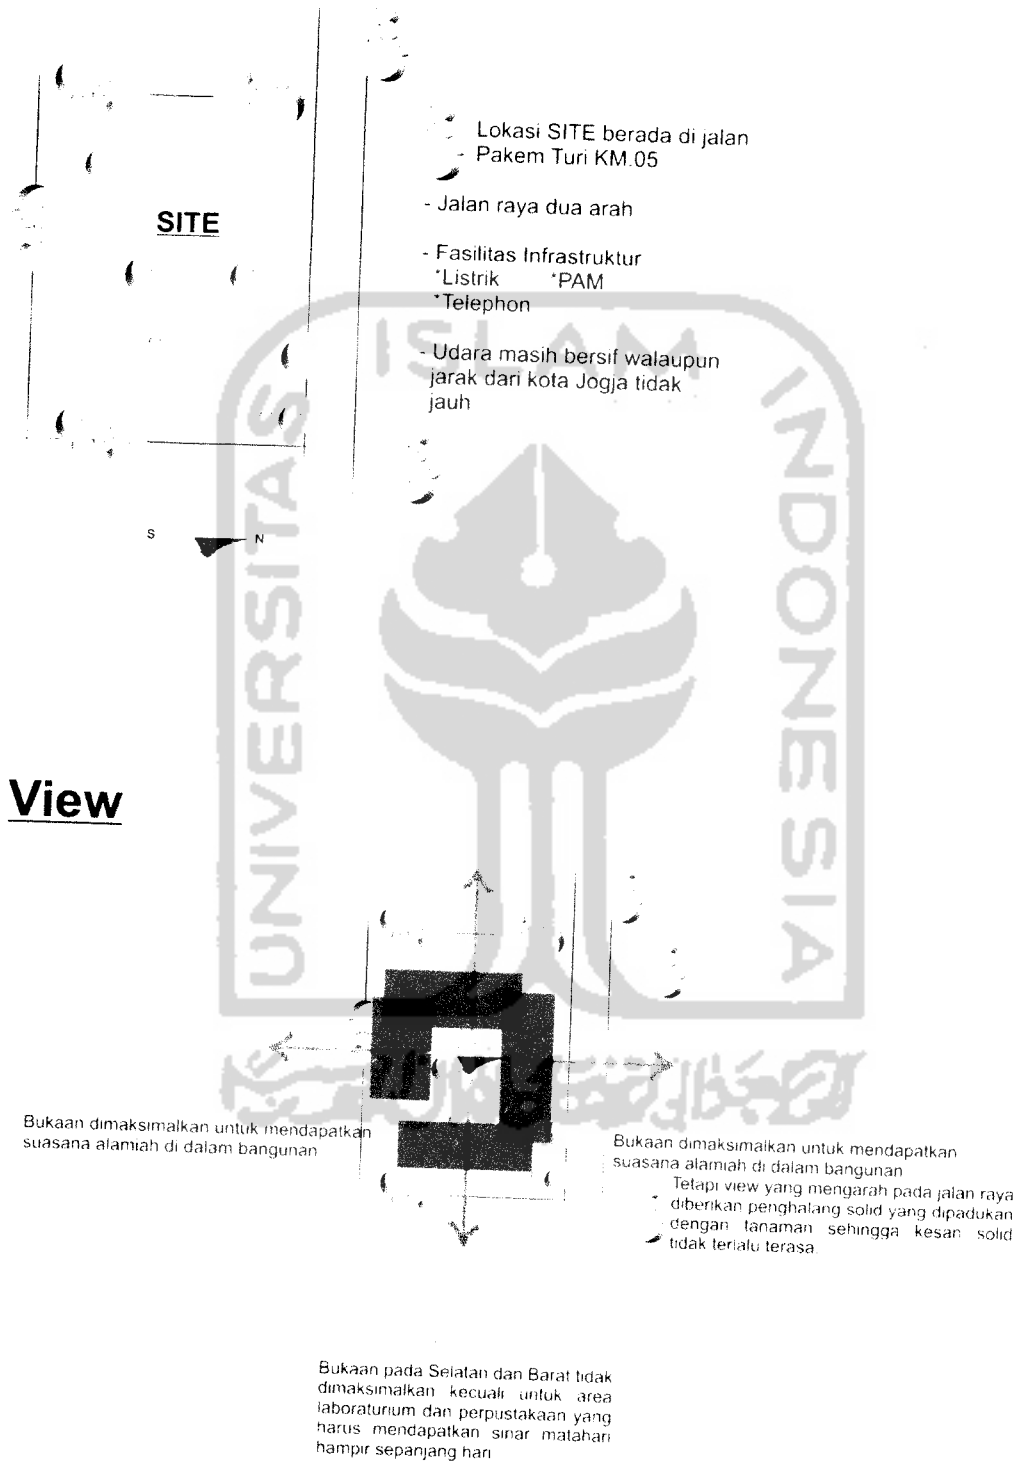 Lokasi SITE berada di jalan
Pakem Turi KM.05
SITE
- Jalan raya dua arah
- Fasilitas Infrastruktur
*Listrik *PAM
*Telephon
- Udara masih bersif walaupun
jarak dari kota Jogja tidak
jauh
S N
UNIVERSITAS
ISLAM
INDONESIA
View
Bukaan dimaksimalkan untuk mendapatkan
suasana alamiah di dalam bangunan
Bukaan dimaksimalkan untuk mendapatkan
suasana alamiah di dalam bangunan
Tetapi view yang mengarah pada jalan raya
diberikan penghalang solid yang dipadukan
dengan tanaman sehingga kesan solid
tidak terlalu terasa.
Bukaan pada Selatan dan Barat tidak
dimaksimalkan kecuali untuk area
laboraturium dan perpustakaan yang
harus mendapatkan sinar matahari
hampir sepanjang hari